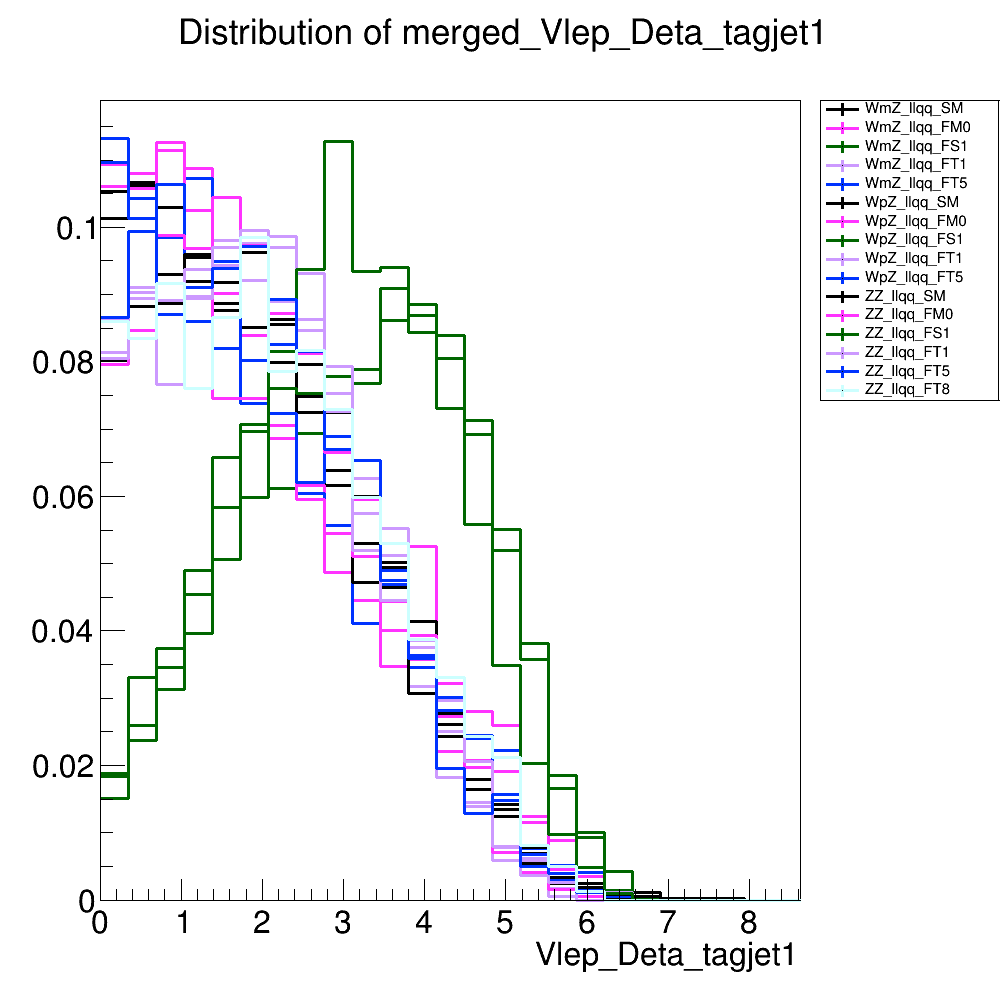 Distribution of merged_Vlep_Deta_tagjet1
WmZ_llqq_SM
WmZ_llqq_FM0
WmZ_llqq_FS1
WmZ_llqq_FT1
WmZ_llqq_FT5
WpZ_llqq_SM
WpZ_llqq_FM0
WpZ_llqq_FS1
WpZ_llqq_FT1
WpZ_llqq_FT5
ZZ_llqq_SM
ZZ_llqq_FM0
ZZ_llqq_FS1
ZZ_llqq_FT1
ZZ_llqq_FT5
ZZ_llqq_FT8
0.1
0.08
0.06
0.04
0.02
0
0 1 2 3 4 5 6 7 8
Vlep_Deta_tagjet1